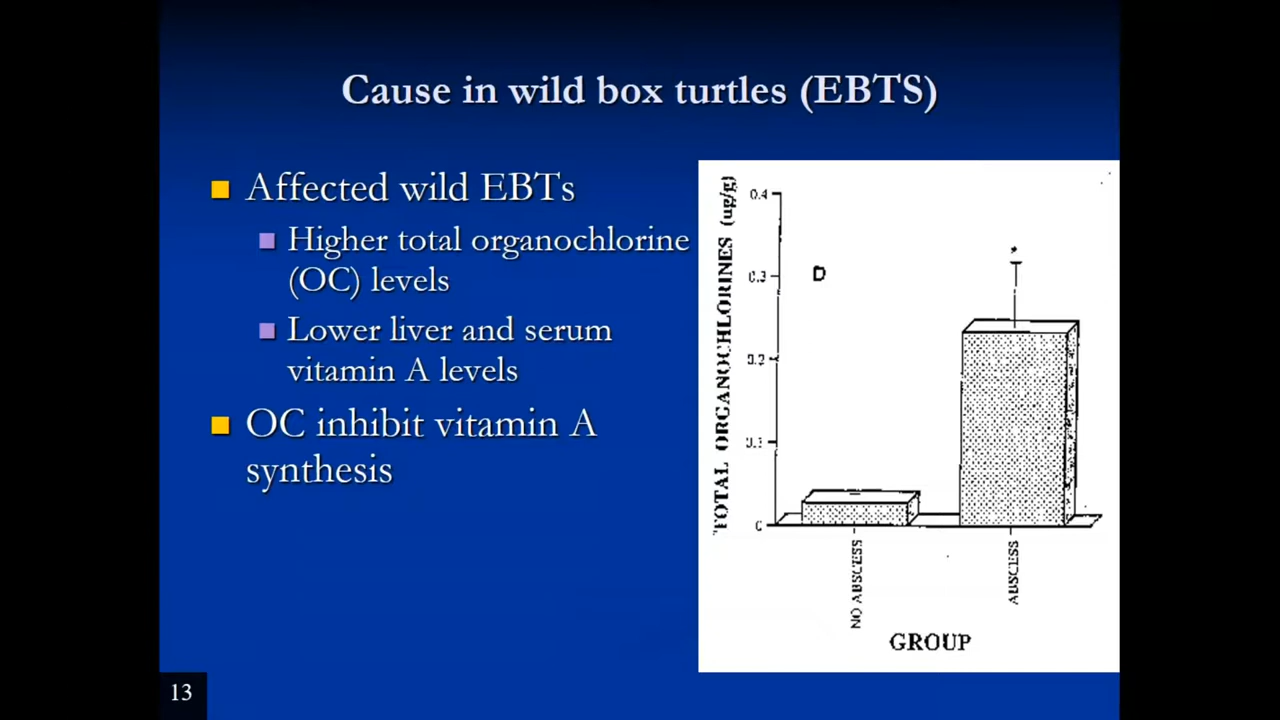 Cause in wild box turtles (EBTS)
Affected wild EBTs
Higher total organochlorine
(OC) levels
Lower liver and serum
vitamin A levels
OC inhibit vitamin A
synthesis
TOTAL ORGANOCHLORINES (ug/g)
0.4
0.3
0.2
0.1
0
D
*
NO ABSCESS
ABSCESS
GROUP
13